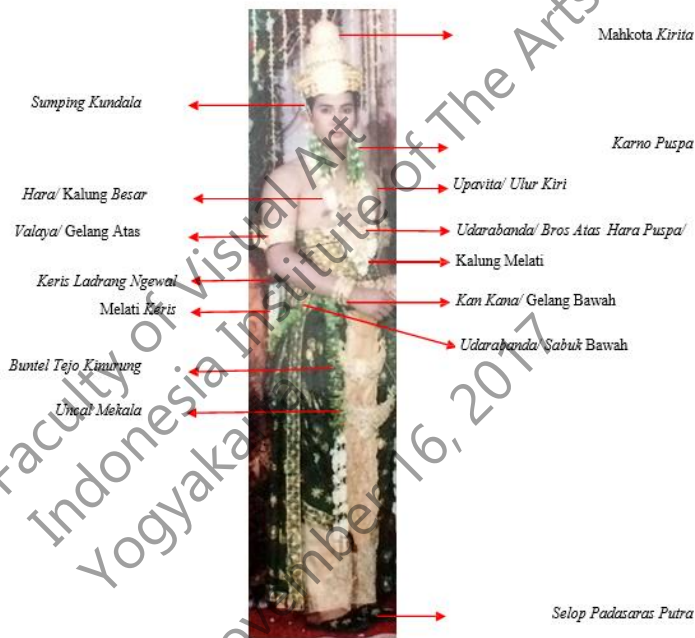 Mahkota Kirita
Sumping Kundala
Karno Puspa
Upavita/ Ulur Kiri
Hara/ Kalung Besar
Valaya/ Gelang Atas
Udarabanda/ Bros Atas Hara Puspa/
Kalung Melati
Keris Ladrang Ngewal
Melati Keris
Kan Kana/ Gelang Bawah
Udarabanda/ Sabuk Bawah
Buntel Tejo Kinurung
Uncal Mekala
Selop Padasaras Putra
Faculty of Visual Art
Indonesia Institute of The Arts
Yogyaka
mber 16, 2017